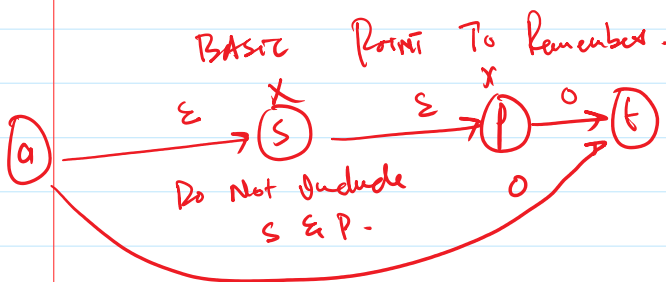 BASIC POINT To Remember.
x x
ε ε 0
a S P t
Do Not Include
S & P.
0